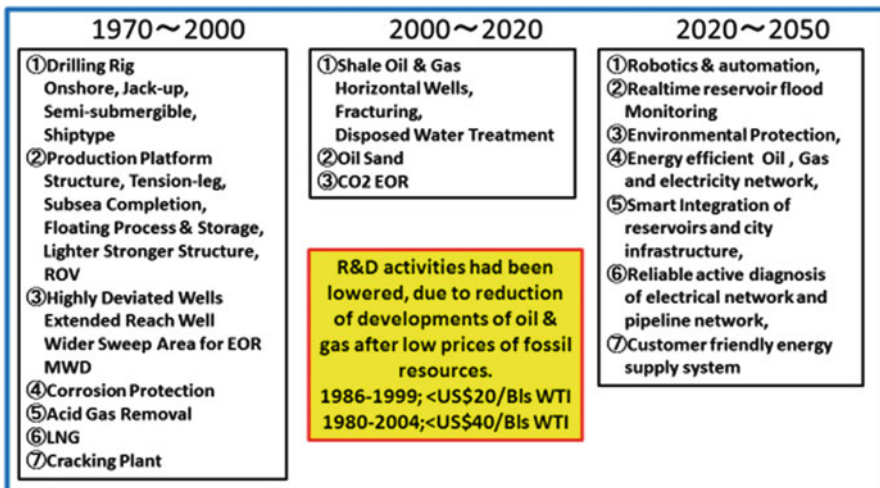 1970～2000
①Drilling Rig
Onshore, Jack-up,
Semi-submergible,
Shiptype
②Production Platform
Structure, Tension-leg,
Subsea Completion,
Floating Process & Storage,
Lighter Stronger Structure,
ROV
③Highly Deviated Wells
Extended Reach Well
Wider Sweep Area for EOR
MWD
④Corrosion Protection
⑤Acid Gas Removal
⑥LNG
⑦Cracking Plant
2000～2020
①Shale Oil & Gas
Horizontal Wells,
Fracturing,
Disposed Water Treatment
②Oil Sand
③CO2 EOR
R&D activities had been
lowered, due to reduction
of developments of oil &
gas after low prices of fossil
resources.
1986-1999; <US$20/Bls WTI
1980-2004;<US$40/Bls WTI
2020～2050
①Robotics & automation,
②Realtime reservoir flood
Monitoring
③Environmental Protection,
④Energy efficient Oil , Gas
and electricity network,
⑤Smart Integration of
reservoirs and city
infrastructure,
⑥Reliable active diagnosis
of electrical network and
pipeline network,
⑦Customer friendly energy
supply system